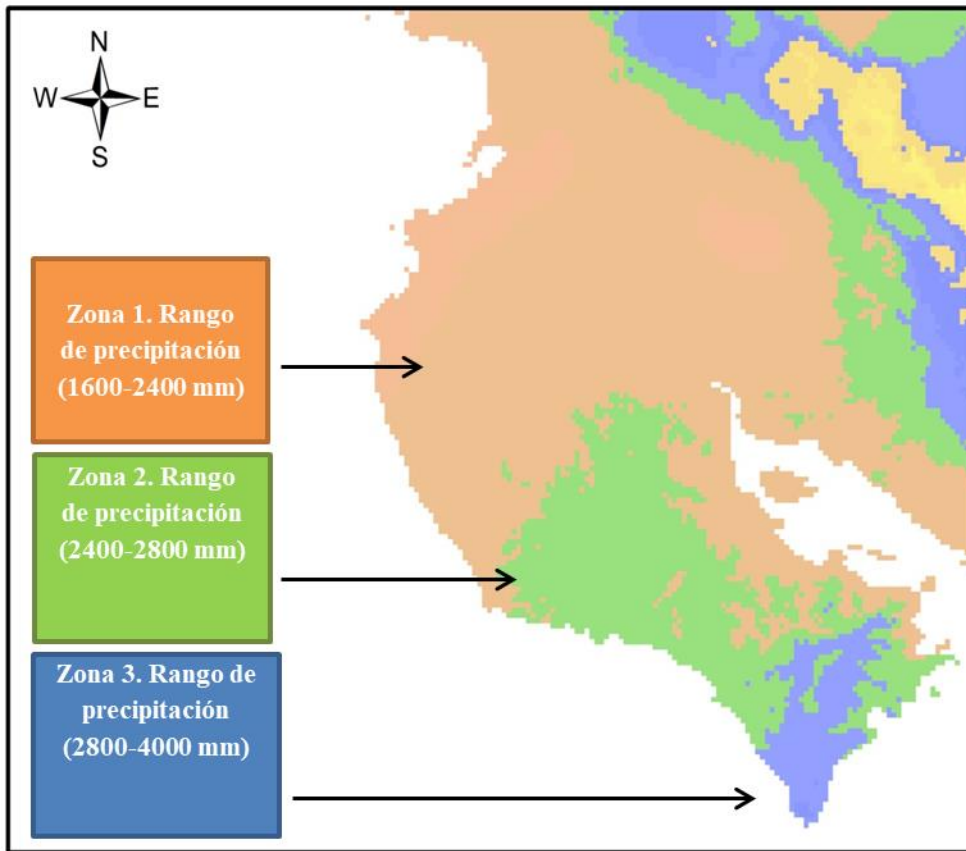 N
W E
S
Zona 1. Rango
de precipitación
(1600-2400 mm)
Zona 2. Rango
de precipitación
(2400-2800 mm)
Zona 3. Rango de
precipitación
(2800-4000 mm)